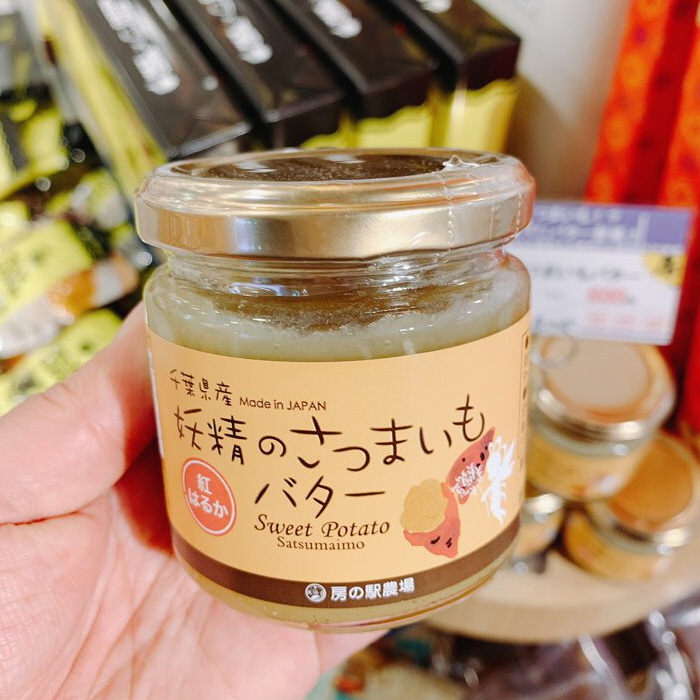 千葉県産 Made in JAPAN
妖精のさつまいも
バター
紅
はるか
Sweet Potato
Satsumaimo
房の駅農場